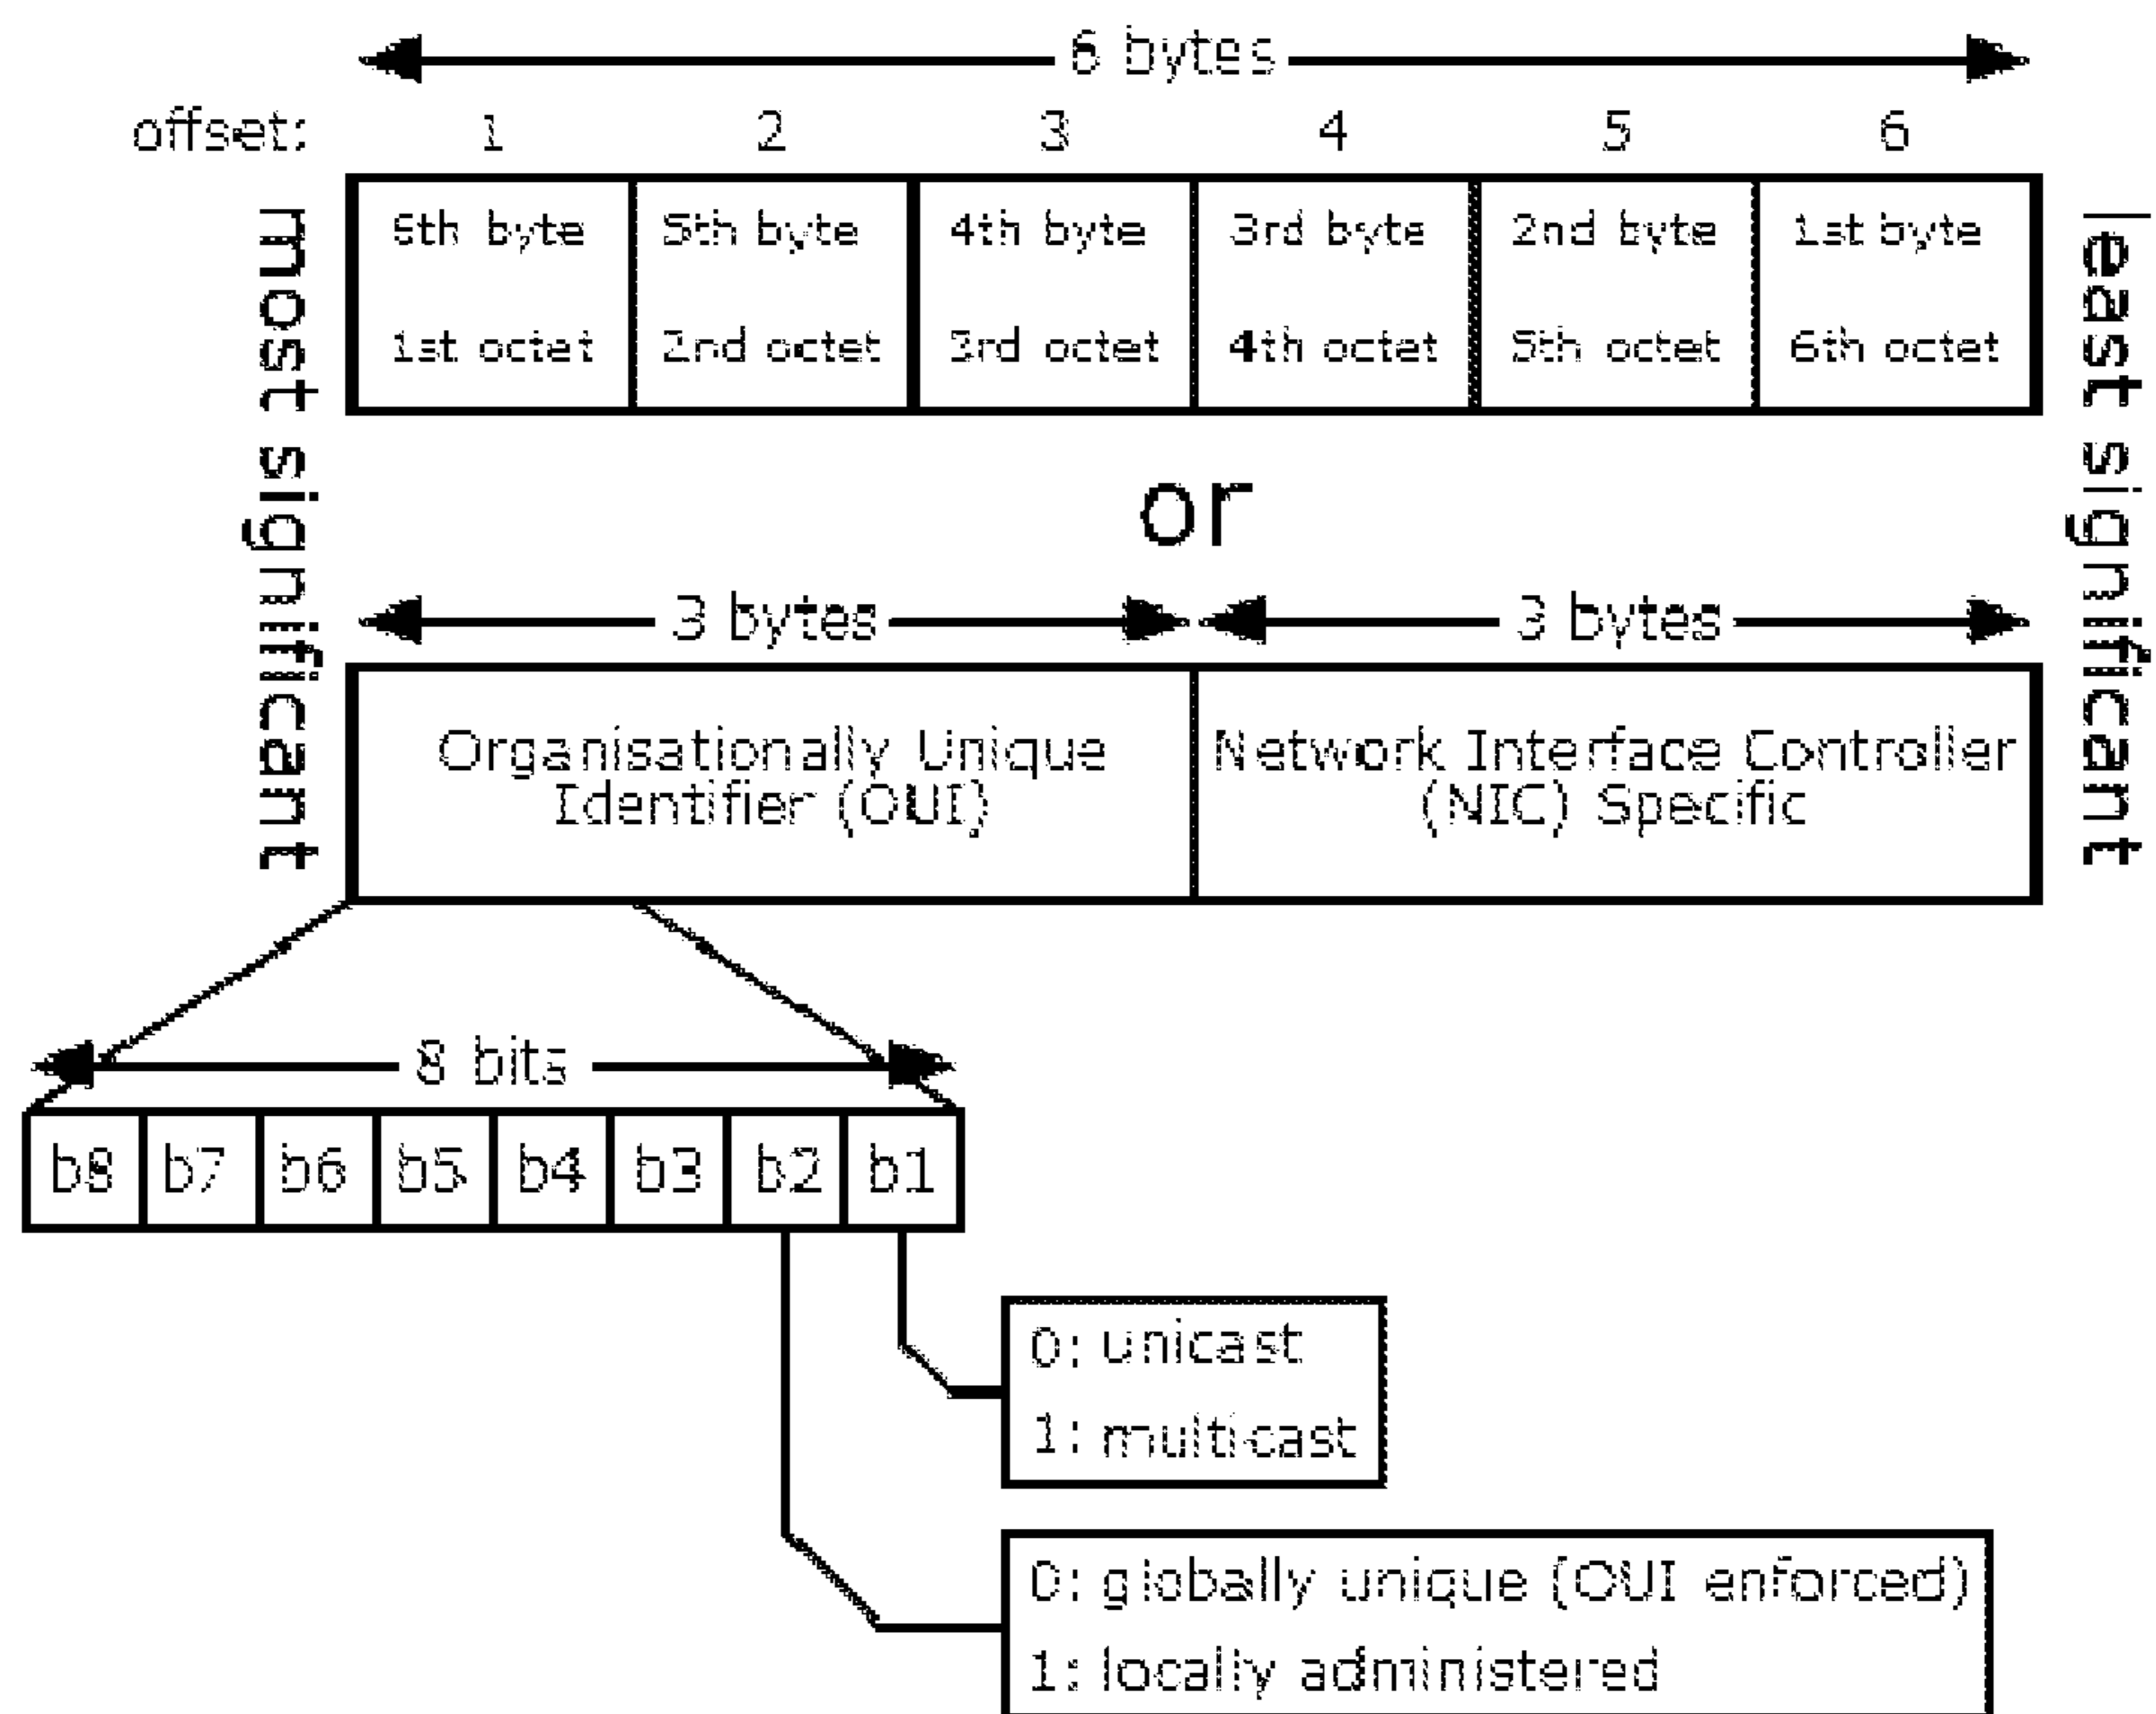 6 bytes
offset: 1 2 3 4 5 6
6th byte 5th byte 4th byte 3rd byte 2nd byte 1st byte
1st octet 2nd octet 3rd octet 4th octet 5th octet 6th octet
most significant
least significant
or
3 bytes 3 bytes
Organisationally Unique
Identifier (OUI)
Network Interface Controller
(NIC) Specific
8 bits
b8 b7 b6 b5 b4 b3 b2 b1
0: unicast
1: multicast
0: globally unique (OUI enforced)
1: locally administered